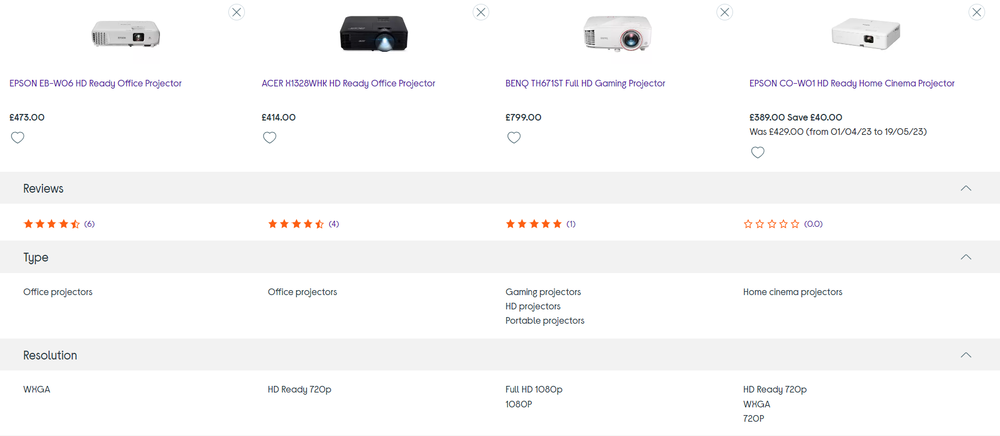 EPSON EB-W06 HD Ready Office Projector
ACER X1328WHK HD Ready Office Projector
BENQ TH671ST Full HD Gaming Projector
EPSON CO-W01 HD Ready Home Cinema Projector
£473.00
£414.00
£799.00
£389.00 Save £40.00
Was £429.00 (from 01/04/23 to 19/05/23)
Reviews
(6)
(4)
(1)
(0.0)
Type
Office projectors
Office projectors
Gaming projectors
HD projectors
Portable projectors
Home cinema projectors
Resolution
WXGA
HD Ready 720p
Full HD 1080p
1080P
HD Ready 720p
WXGA
720P